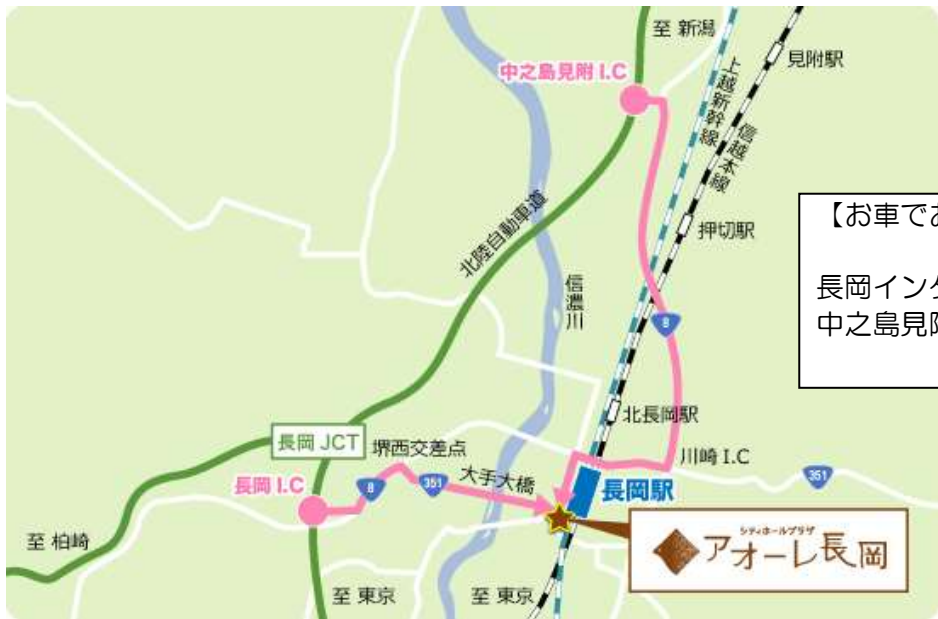 至 新潟
見附駅
中之島見附 I.C
上越新幹線
信越本線
押切駅
【お車で
北陸自動車道
信濃川
長岡イン
中之島見
8
北長岡駅
長岡 JCT
堺西交差点
川崎 I.C
351
大手大橋
長岡 I.C
8
351
長岡駅
シティホールプラザ
アオーレ長岡
至 柏崎
至 東京
至 東京